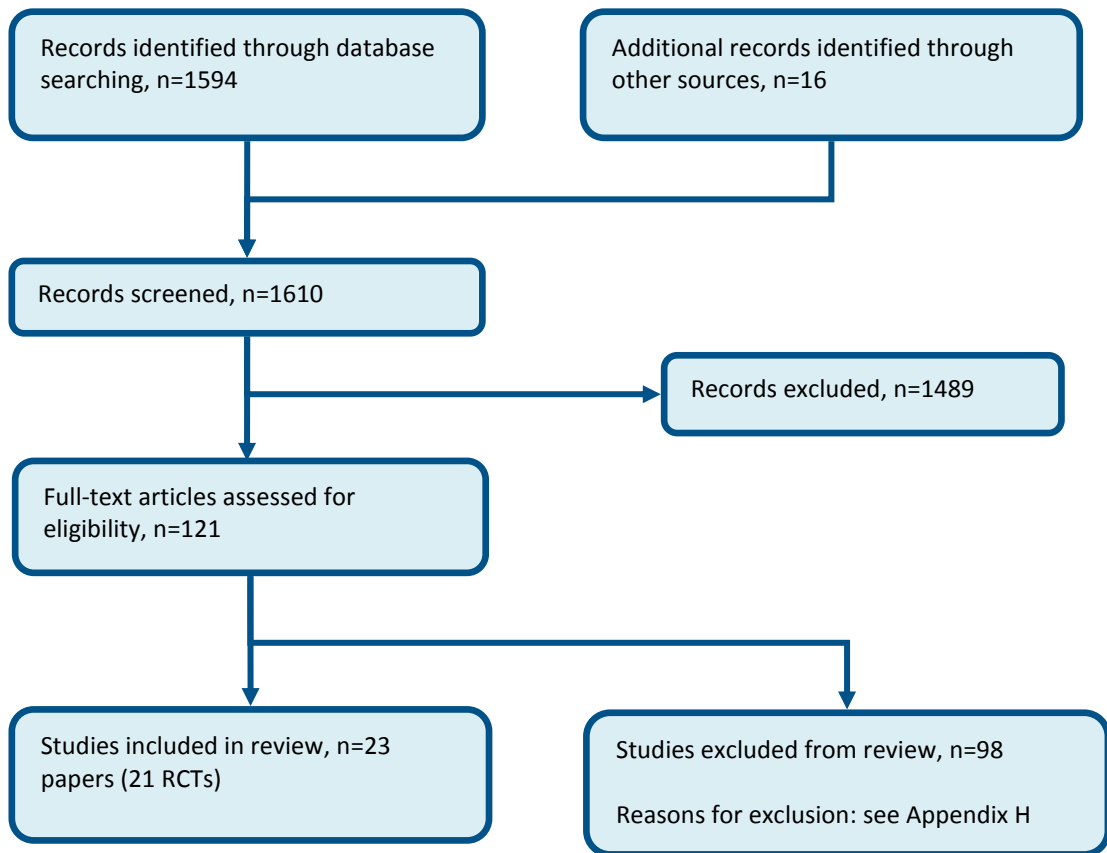 Records identified through database
searching, n=1594
Additional records identified through
other sources, n=16
Records screened, n=1610
Records excluded, n=1489
Full-text articles assessed for
eligibility, n=121
Studies included in review, n=23
papers (21 RCTs)
Studies excluded from review, n=98
Reasons for exclusion: see Appendix H